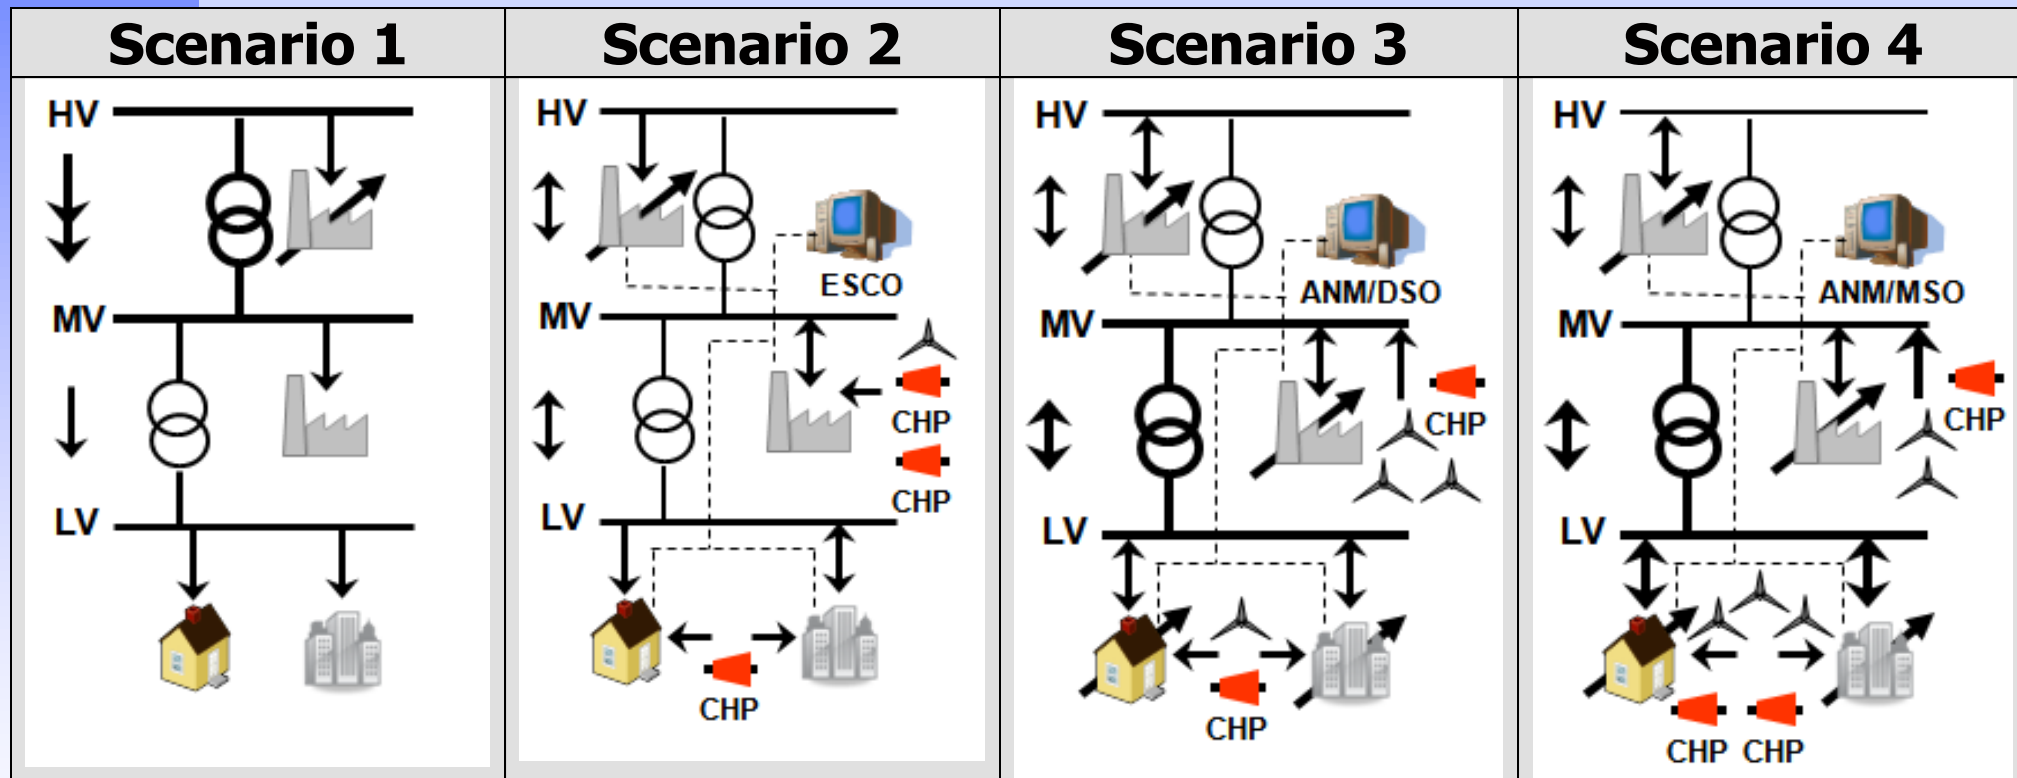 Scenario 1
Scenario 2
Scenario 3
Scenario 4
HV
MV
LV
HV
ESCO
MV
CHP
CHP
LV
CHP
HV
ANM/DSO
MV
CHP
LV
CHP
HV
ANM/MSO
MV
CHP
LV
CHP CHP